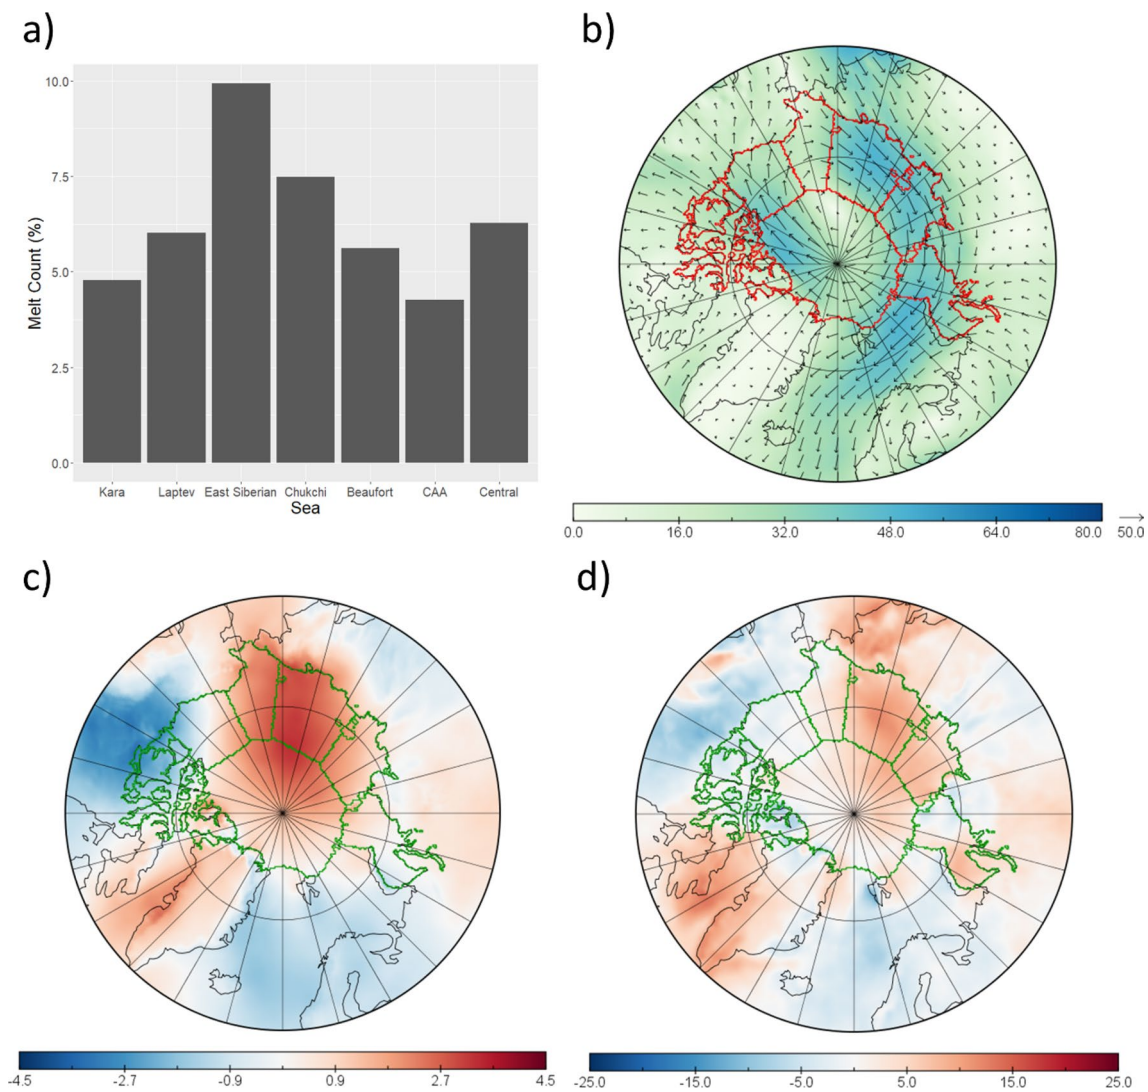 a)
Melt Count (%)
10.0
7.5
5.0
2.5
0.0
Kara Laptev East Siberian Chukchi Beaufort CAA Central
Sea
b)
0.0 16.0 32.0 48.0 64.0 80.0 50.0
c)
-4.5 -2.7 -0.9 0.9 2.7 4.5
d)
-25.0 -15.0 -5.0 5.0 15.0 25.0